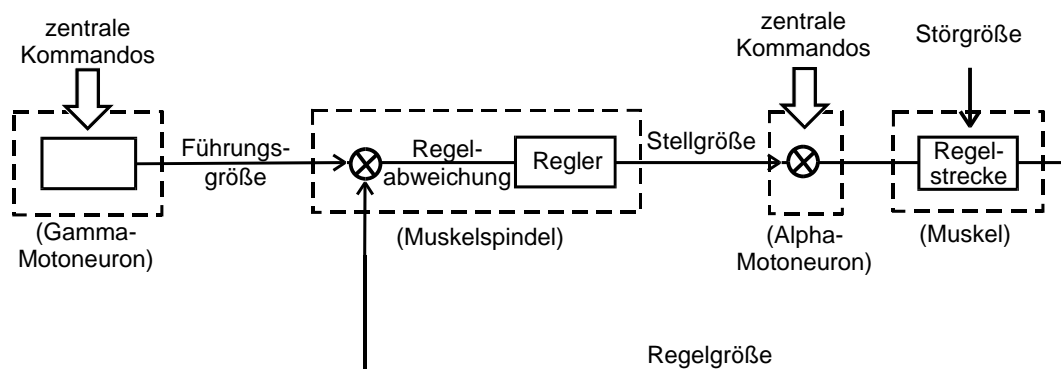 zentrale
Kommandos
zentrale
Kommandos
Störgröße
Führungs-
größe
Regel-
abweichung
Regler
Stellgröße
Regel-
strecke
(Gamma-
Motoneuron)
(Muskelspindel)
(Alpha-
Motoneuron)
(Muskel)
Regelgröße